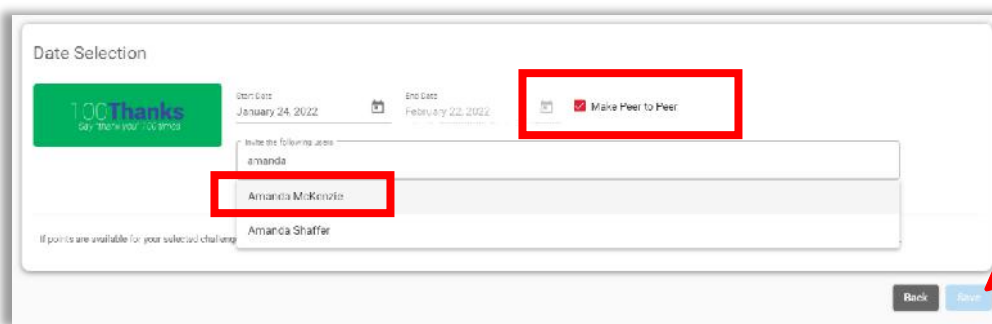 Date Selection
100Thanks
Say "thank you" 100 times
Start Date
January 24, 2022
End Date
February 22, 2022
Make Peer to Peer
Invite the following users
amanda
Amanda McKenzie
Amanda Shaffer
If points are available for your selected challeng
Back
Save